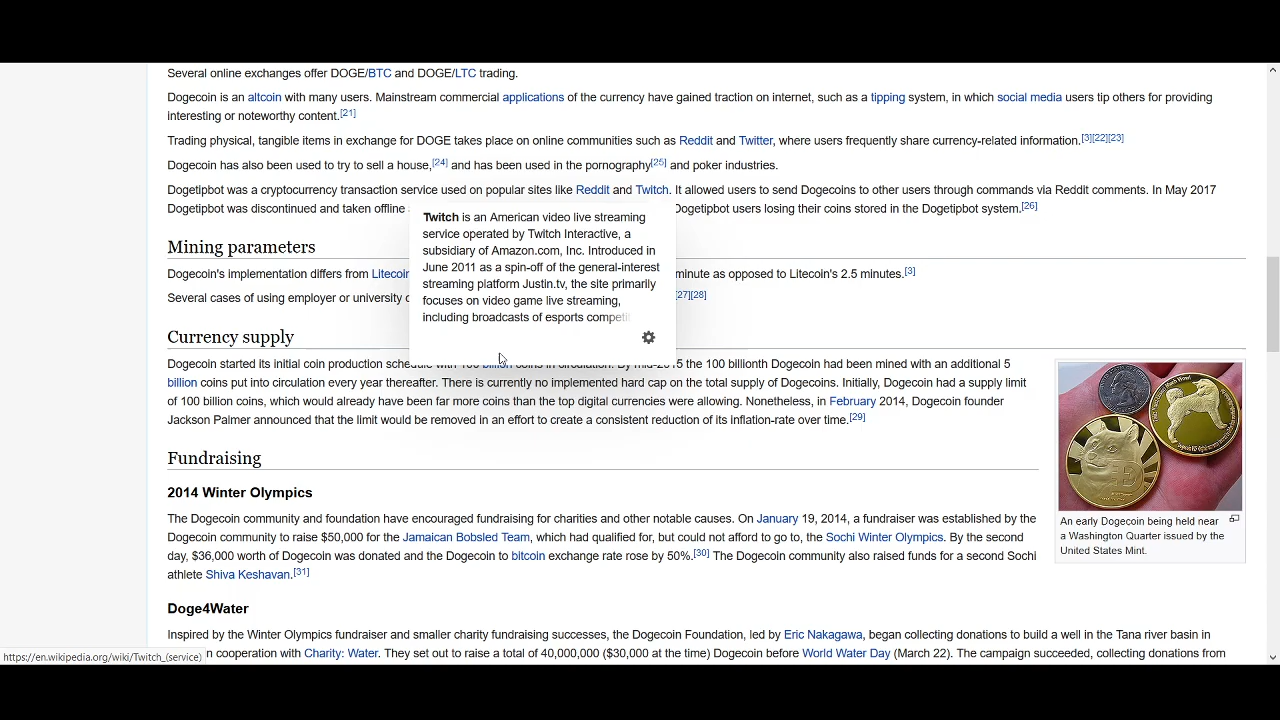 Several online exchanges offer DOGE/BTC and DOGE/LTC trading.
Dogecoin is an altcoin with many users. Mainstream commercial applications of the currency have gained traction on internet, such as a tipping system, in which social media users tip others for providing
interesting or noteworthy content.[21]
Trading physical, tangible items in exchange for DOGE takes place on online communities such as Reddit and Twitter, where users frequently share currency-related information.[3][22][23]
Dogecoin has also been used to try to sell a house,[24] and has been used in the pornography[25] and poker industries.
Dogetipbot was a cryptocurrency transaction service used on popular sites like Reddit and Twitch. It allowed users to send Dogecoins to other users through commands via Reddit comments. In May 2017
Dogetipbot was discontinued and taken offline Dogetipbot users losing their coins stored in the Dogetipbot system.[26]
Twitch is an American video live streaming
service operated by Twitch Interactive, a
subsidiary of Amazon.com, Inc. Introduced in
June 2011 as a spin-off of the general-interest
streaming platform Justin.tv, the site primarily
focuses on video game live streaming,
including broadcasts of esports competi
Mining parameters
Dogecoin's implementation differs from Litecoin minute as opposed to Litecoin's 2.5 minutes.[3]
Several cases of using employer or university [27][28]
Currency supply
Dogecoin started its initial coin production schedule with 100 billion coins in circulation. By mid-2015 the 100 billionth Dogecoin had been mined with an additional 5
billion coins put into circulation every year thereafter. There is currently no implemented hard cap on the total supply of Dogecoins. Initially, Dogecoin had a supply limit
of 100 billion coins, which would already have been far more coins than the top digital currencies were allowing. Nonetheless, in February 2014, Dogecoin founder
Jackson Palmer announced that the limit would be removed in an effort to create a consistent reduction of its inflation-rate over time.[29]
An early Dogecoin being held near
a Washington Quarter issued by the
United States Mint.
Fundraising
2014 Winter Olympics
The Dogecoin community and foundation have encouraged fundraising for charities and other notable causes. On January 19, 2014, a fundraiser was established by the
Dogecoin community to raise $50,000 for the Jamaican Bobsled Team, which had qualified for, but could not afford to go to, the Sochi Winter Olympics. By the second
day, $36,000 worth of Dogecoin was donated and the Dogecoin to bitcoin exchange rate rose by 50%.[30] The Dogecoin community also raised funds for a second Sochi
athlete Shiva Keshavan.[31]
Doge4Water
Inspired by the Winter Olympics fundraiser and smaller charity fundraising successes, the Dogecoin Foundation, led by Eric Nakagawa, began collecting donations to build a well in the Tana river basin in
n cooperation with Charity: Water. They set out to raise a total of 40,000,000 ($30,000 at the time) Dogecoin before World Water Day (March 22). The campaign succeeded, collecting donations from
https://en.wikipedia.org/wiki/Twitch_(service)